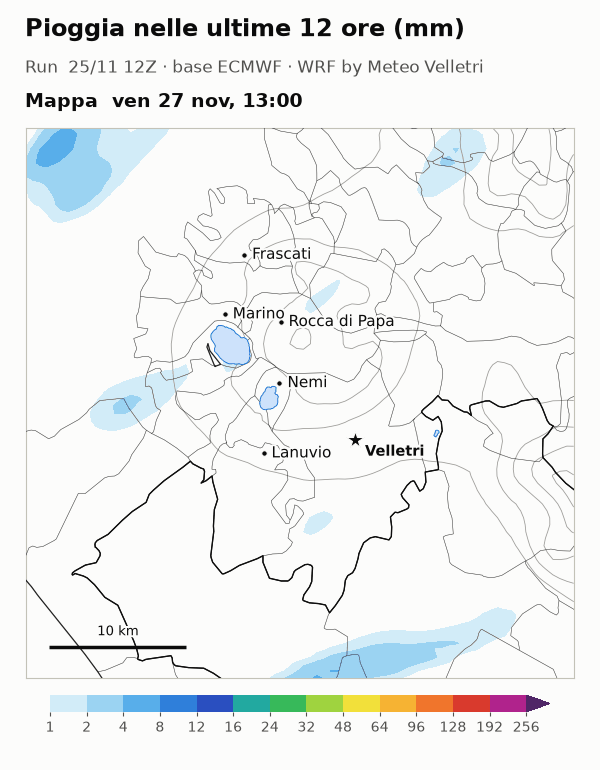 Pioggia nelle ultime 12 ore (mm)
Run 25/11 12Z · base ECMWF · WRF by Meteo Velletri
Mappa ven 27 nov, 13:00
Frascati
Marino
Rocca di Papa
Nemi
Velletri
Lanuvio
10 km
1 2 4 8 12 16 24 32 48 64 96 128 192 256